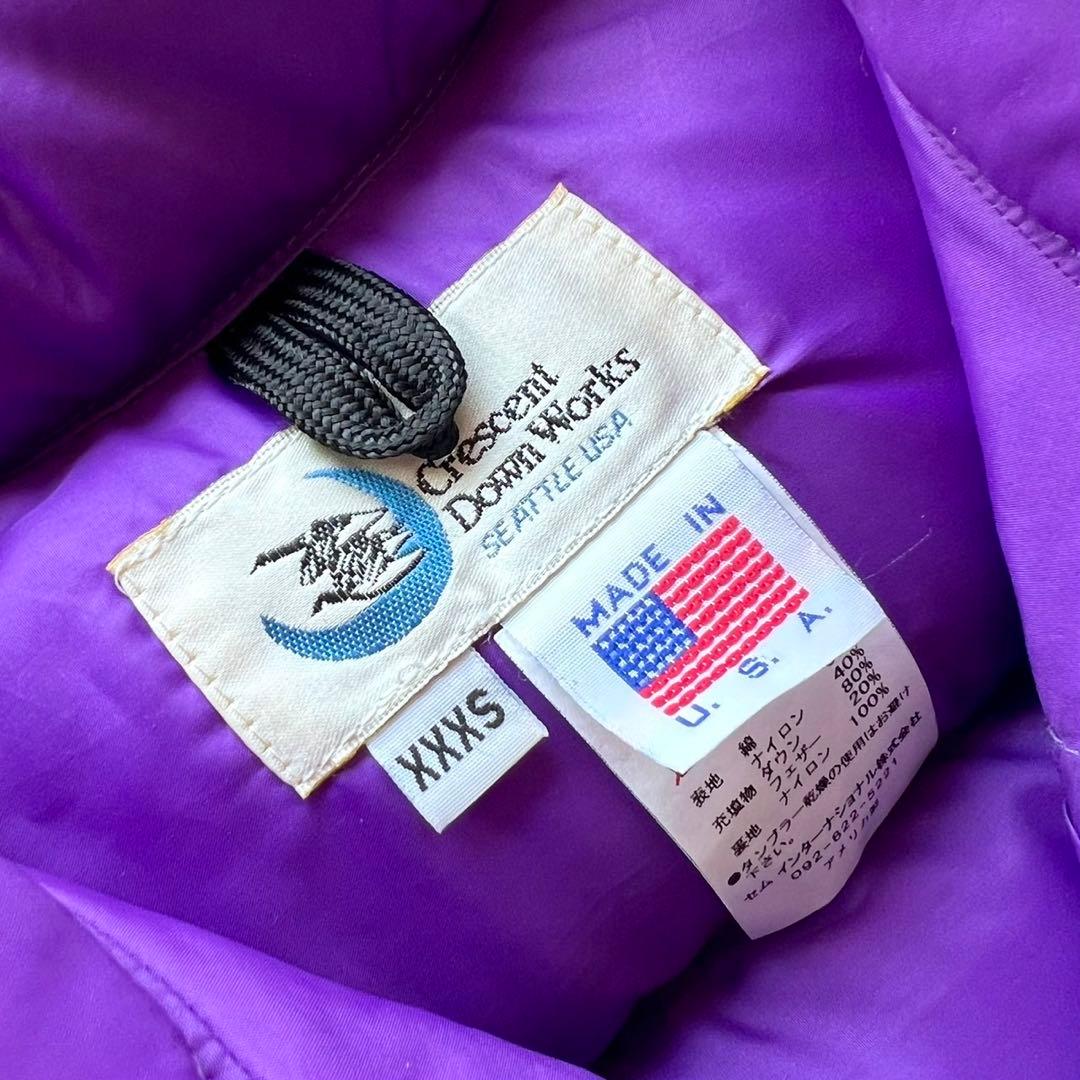 Crescent
Down Works
SEATTLE USA
XXXS
MADE IN
U. S. A.
表地 綿
ナイロン 40%
充填物 ダウン 80%
フェザー 20%
裏地 ナイロン 100%
●タンブラー乾燥の使用はお避け
下さい。
セム インターナショナル株式会社
092-622-5221
アメリカ製